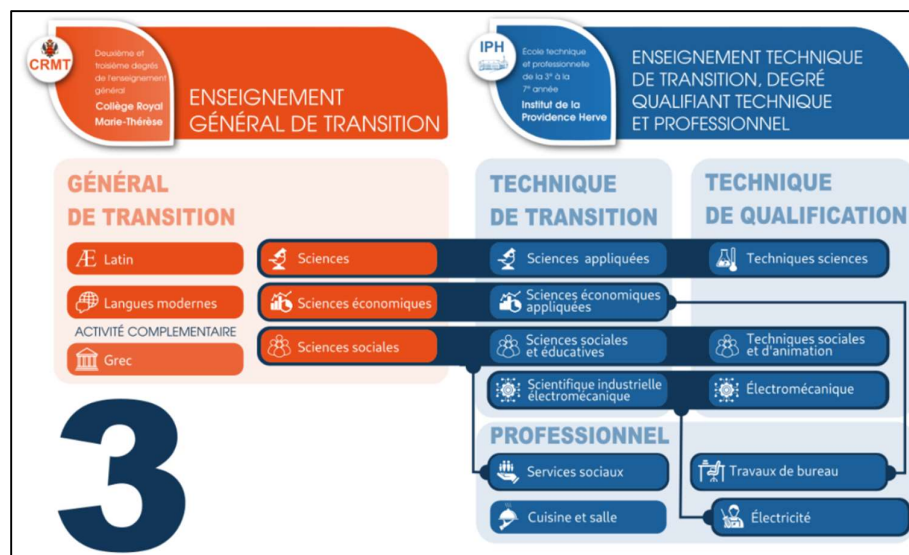 CRMT
Deuxième et
troisième degrés
de l'enseignement
général
Collège Royal
Marie-Thérèse
ENSEIGNEMENT
GÉNÉRAL DE TRANSITION
IPH
École technique
et professionnelle
de la 3e à la
7e année
Institut de la
Providence Herve
ENSEIGNEMENT TECHNIQUE
DE TRANSITION, DEGRÉ
QUALIFIANT TECHNIQUE
ET PROFESSIONNEL
GÉNÉRAL
DE TRANSITION
Æ Latin
Langues modernes
ACTIVITÉ COMPLEMENTAIRE
Grec
Sciences
Sciences économiques
Sciences sociales
TECHNIQUE
DE TRANSITION
Sciences appliquées
Sciences économiques
appliquées
Sciences sociales
et éducatives
Scientifique industrielle
électromécanique
TECHNIQUE
DE QUALIFICATION
Techniques sciences
Techniques sociales
et d'animation
Électromécanique
PROFESSIONNEL
Services sociaux
Travaux de bureau
Cuisine et salle
Électricité
3